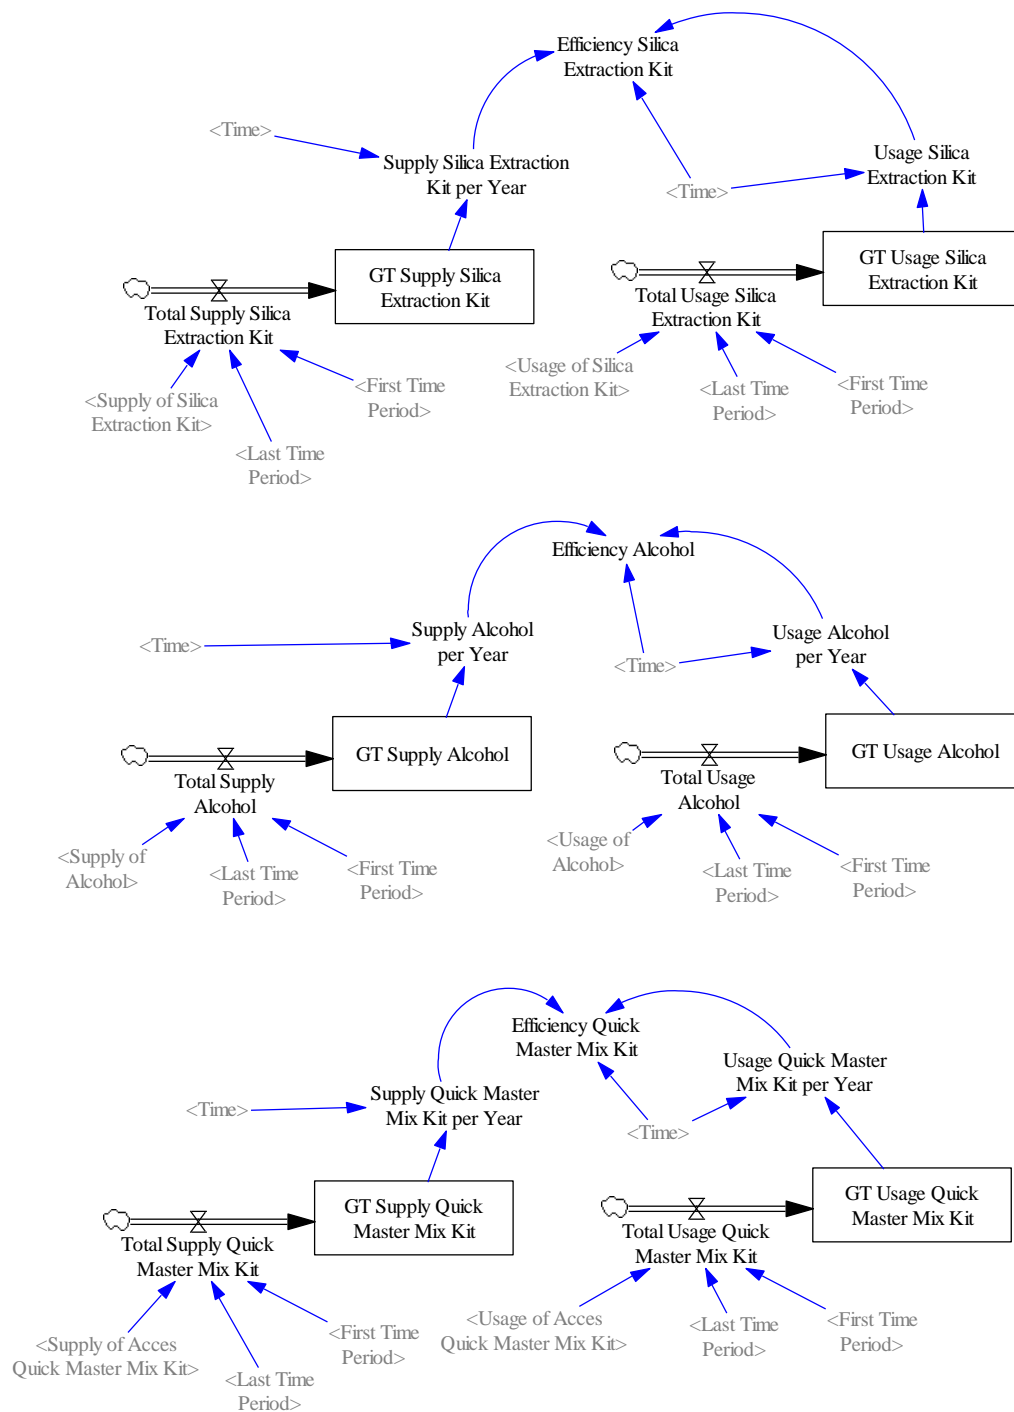 Efficiency Silica
Extraction Kit
<Time>
Supply Silica Extraction
Kit per Year
Usage Silica
Extraction Kit
<Time>
GT Supply Silica
Extraction Kit
GT Usage Silica
Extraction Kit
Total Supply Silica
Extraction Kit
Total Usage Silica
Extraction Kit
<Supply of Silica
Extraction Kit>
<First Time
Period>
<Last Time
Period>
<Usage of Silica
Extraction Kit>
<Last Time
Period>
<First Time
Period>
Efficiency Alcohol
<Time>
Supply Alcohol
per Year
<Time>
Usage Alcohol
per Year
GT Supply Alcohol
GT Usage Alcohol
Total Supply
Alcohol
Total Usage
Alcohol
<Supply of
Alcohol>
<Last Time
Period>
<First Time
Period>
<Usage of
Alcohol>
<Last Time
Period>
<First Time
Period>
Efficiency Quick
Master Mix Kit
<Time>
Supply Quick Master
Mix Kit per Year
<Time>
Usage Quick Master
Mix Kit per Year
GT Supply Quick
Master Mix Kit
GT Usage Quick
Master Mix Kit
Total Supply Quick
Master Mix Kit
Total Usage Quick
Master Mix Kit
<Supply of Acces
Quick Master Mix Kit>
<Last Time
Period>
<First Time
Period>
<Usage of Acces
Quick Master Mix Kit>
<Last Time
Period>
<First Time
Period>